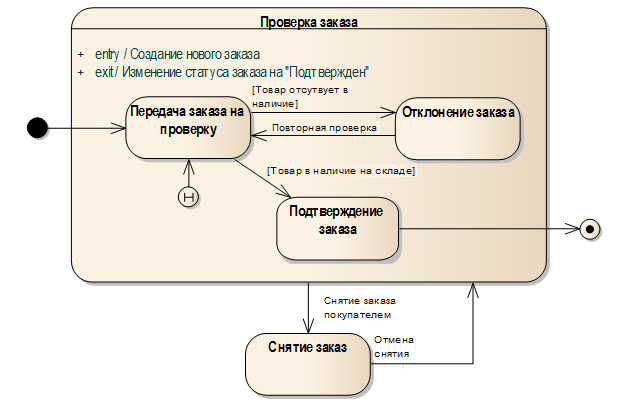 Проверка заказа
+ entry / Создание нового заказа
+ exit / Изменение статуса заказа на "Подтвержден"
[Товар отсутвует в
наличие]
Передача заказа на
проверку
Отклонение заказа
Повторная проверка
[Товар в наличие на складе]
H
Подтверждение
заказа
Снятие заказа
покупателем
Снятие заказ
Отмена
снятия